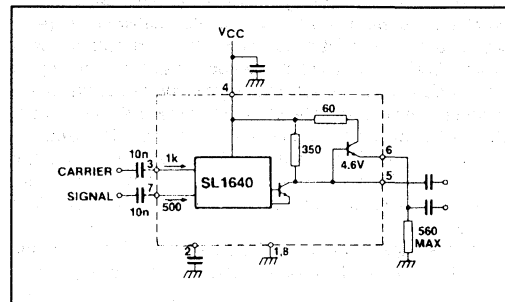 VCC
4
60
10n
3
1k
350
6
4.6V
CARRIER
SL1640
5
SIGNAL
7
10n
500
560
MAX
2
1,8